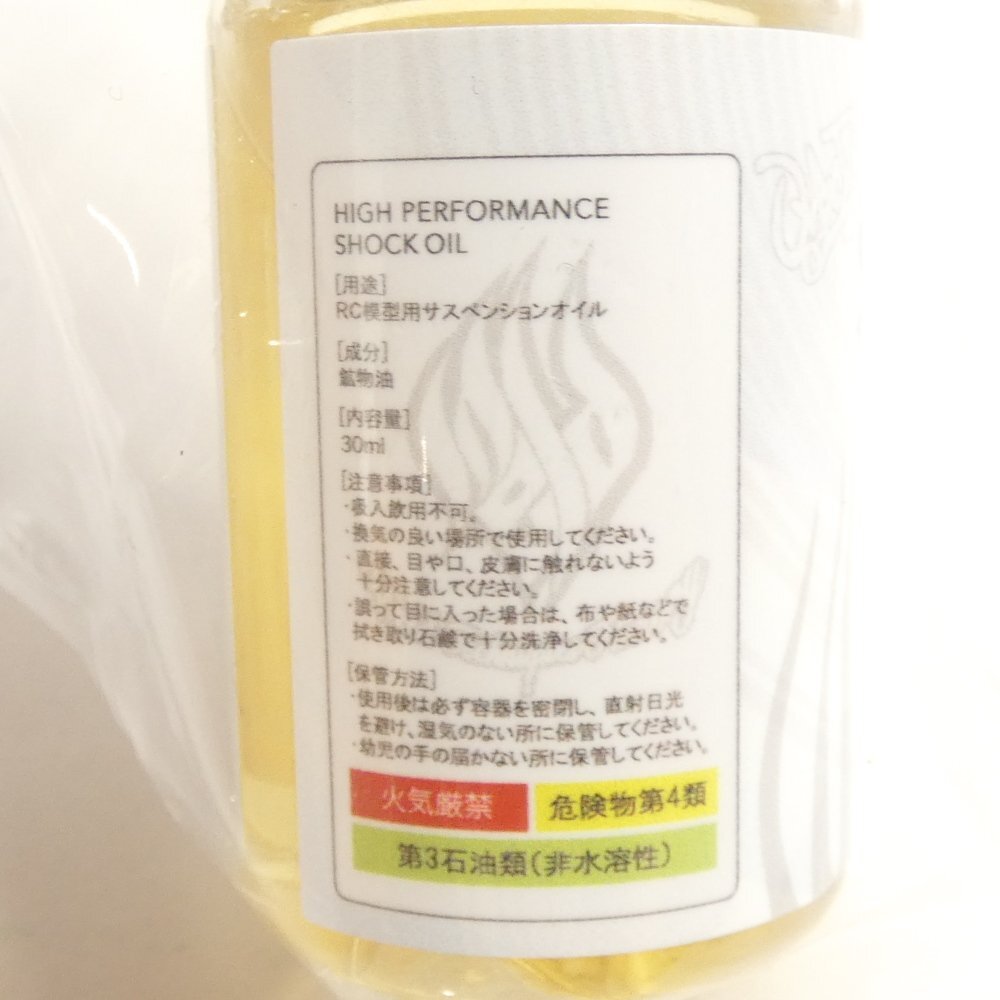 HIGH PERFORMANCE
SHOCK OIL
[用途]
RC模型用サスペンションオイル
[成分]
鉱物油
[内容量]
30ml
[注意事項]
・吸入飲用不可。
・換気の良い場所で使用してください。
・直接、目や口、皮膚に触れないよう
十分注意してください。
・誤って目に入った場合は、布や紙などで
拭き取り石鹸で十分洗浄してください。
[保管方法]
・使用後は必ず容器を密閉し、直射日光
を避け、湿気のない所に保管してください。
・幼児の手の届かない所に保管してください。
火気厳禁
危険物第4類
第3石油類(非水溶性)